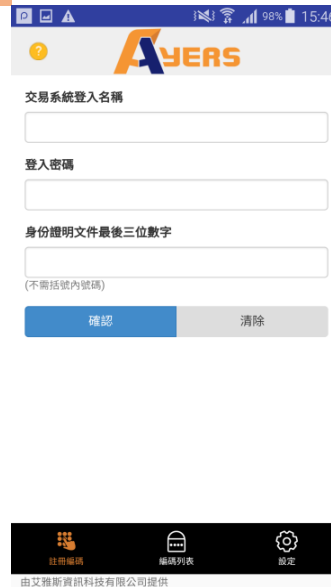 98% 15:46
?
AYERS
交易系統登入名稱
登入密碼
身份證明文件最後三位數字
(不需括號內號碼)
確認 清除
註冊編碼 編碼列表 設定
由艾雅斯資訊科技有限公司提供